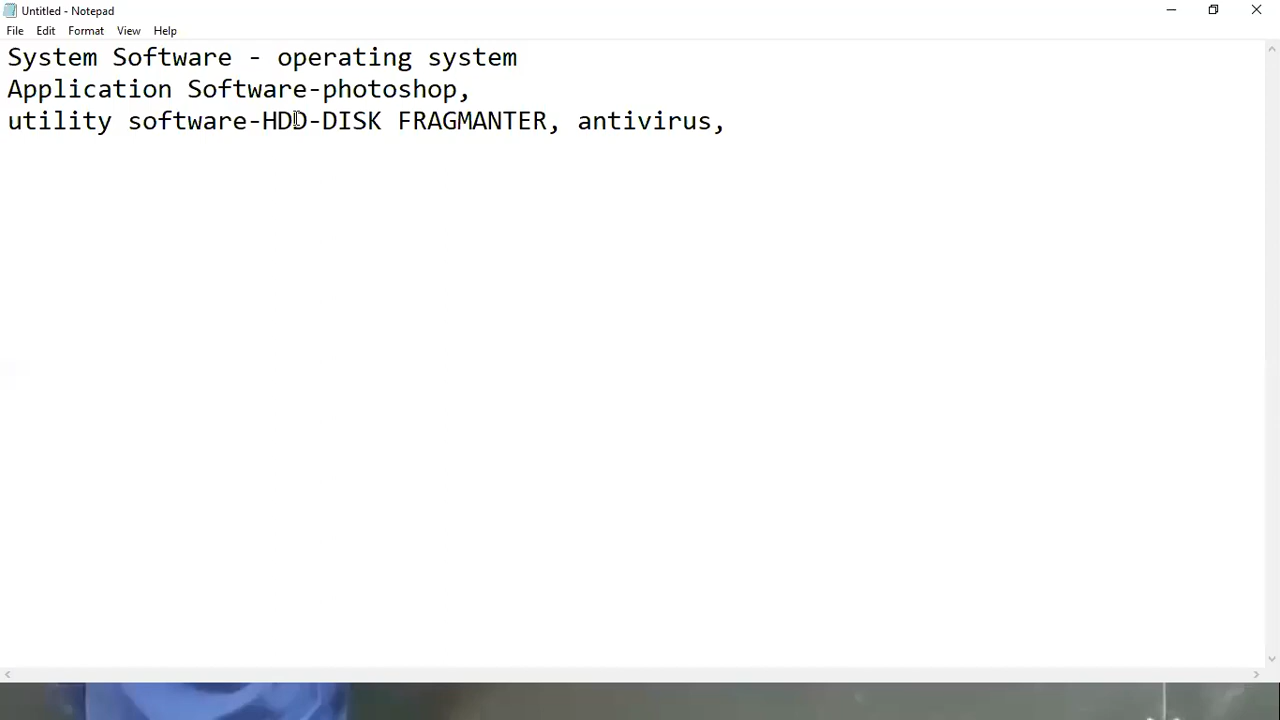 Untitled - Notepad
File Edit Format View Help
System Software - operating system
Application Software-photoshop,
utility software-HDD-DISK FRAGMANTER, antivirus,